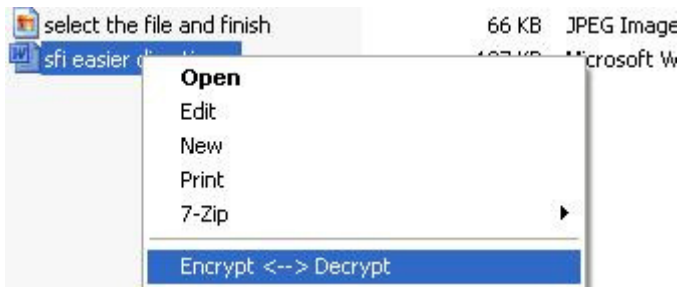 select the file and finish 66 KB JPEG Image
sfi easier
Open
Edit
New
Print
7-Zip
Encrypt <--> Decrypt